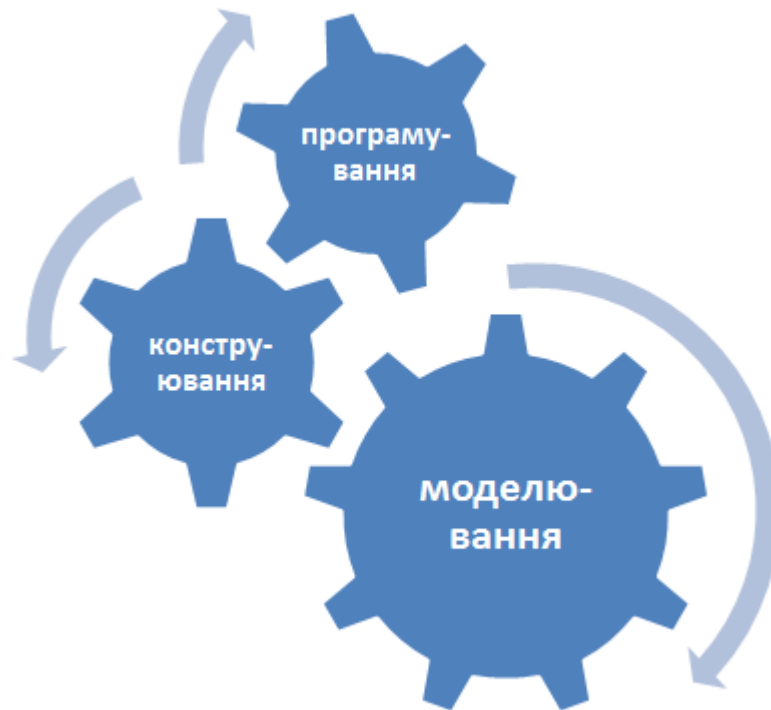 програму-
вання
констру-
ювання
моделю-
вання